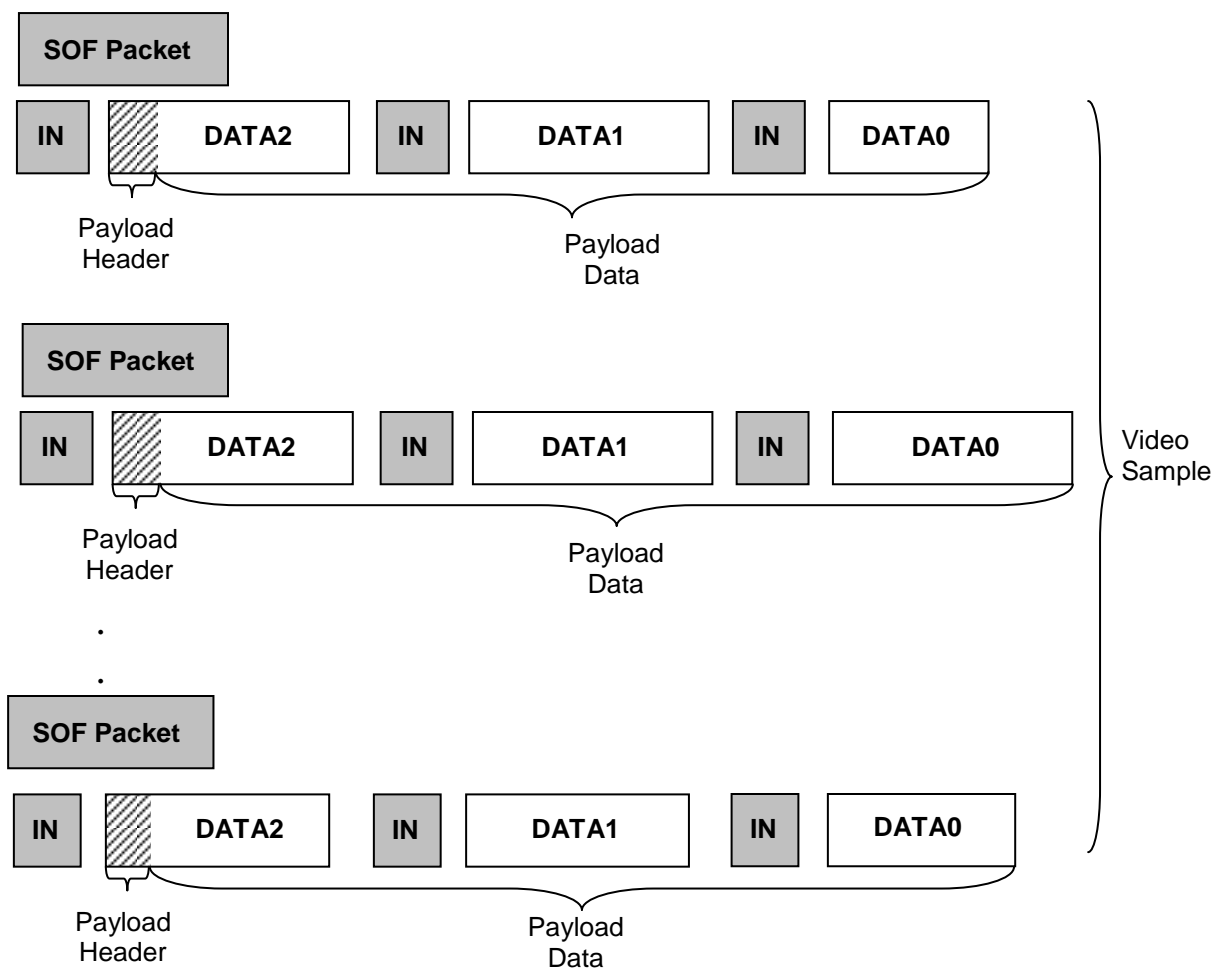 SOF Packet
IN DATA2 IN DATA1 IN DATA0
Payload
Header
Payload
Data
SOF Packet
IN DATA2 IN DATA1 IN DATA0
Video
Sample
Payload
Header
Payload
Data
.
.
SOF Packet
IN DATA2 IN DATA1 IN DATA0
Payload
Header
Payload
Data